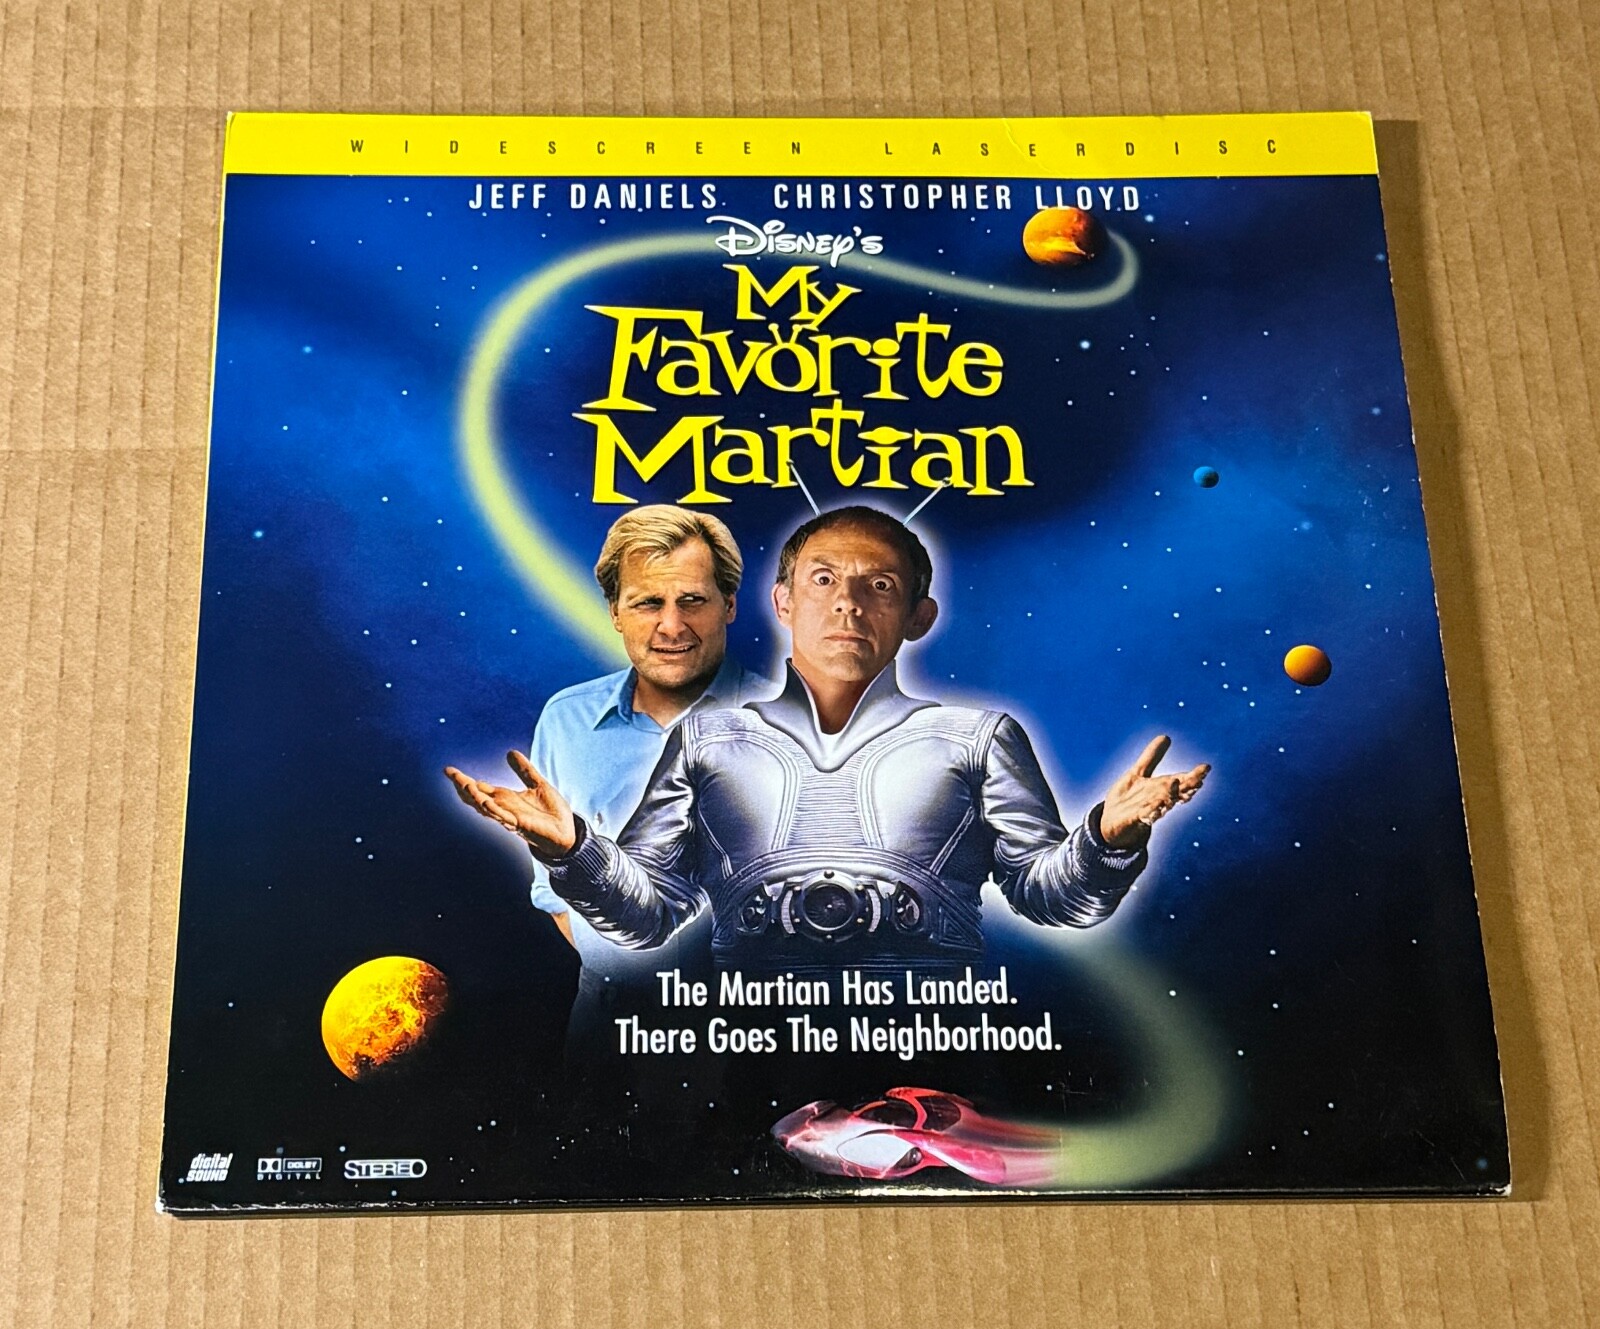 WIDESCREEN LASERDISC
JEFF DANIELS CHRISTOPHER LLOYD
Disney's
My
Favorite
Martian
The Martian Has Landed.
There Goes The Neighborhood.
digital SOUND DOLBY DIGITAL STEREO